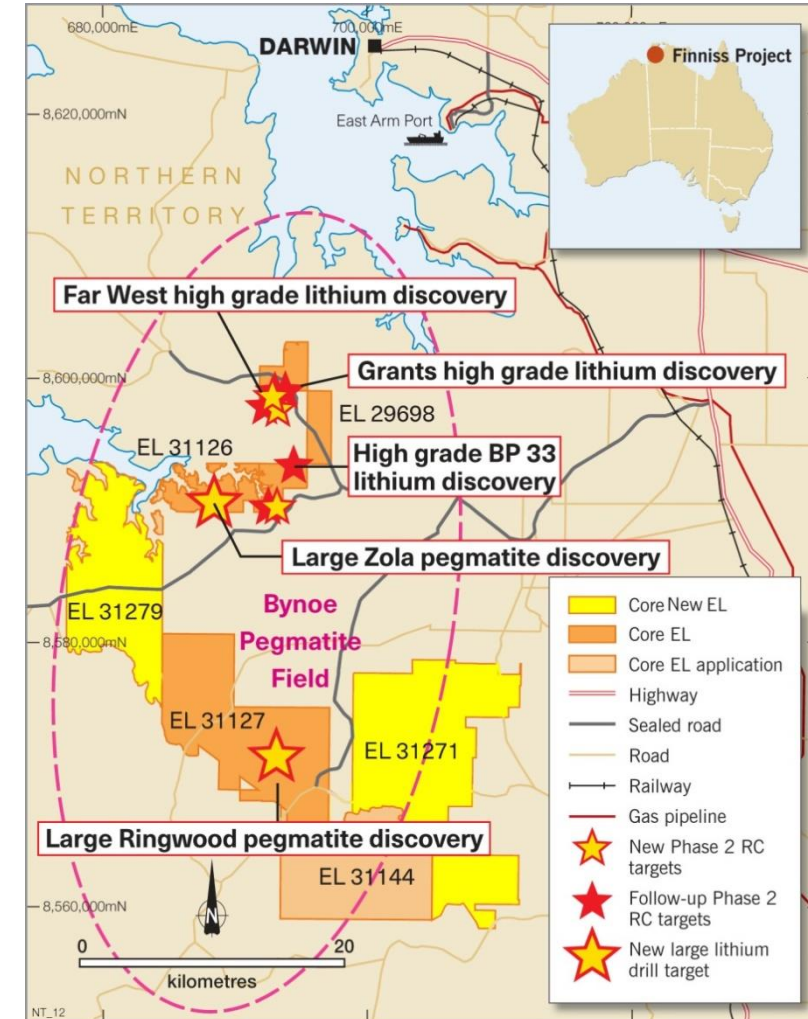 680,000mE
700,000mE
DARWIN
Finniss Project
8,620,000mN
East Arm Port
NORTHERN
TERRITORY
Far West high grade lithium discovery
8,600,000mN
Grants high grade lithium discovery
EL 29698
EL 31126
High grade BP 33
lithium discovery
Large Zola pegmatite discovery
EL 31279
Bynoe
Pegmatite
Field
8,580,000mN
EL 31127
EL 31271
Large Ringwood pegmatite discovery
EL 31144
8,560,000mN
N
0
20
kilometres
NT_12
Core New EL
Core EL
Core EL application
Highway
Sealed road
Road
Railway
Gas pipeline
New Phase 2 RC
targets
Follow-up Phase 2
RC targets
New large lithium
drill target